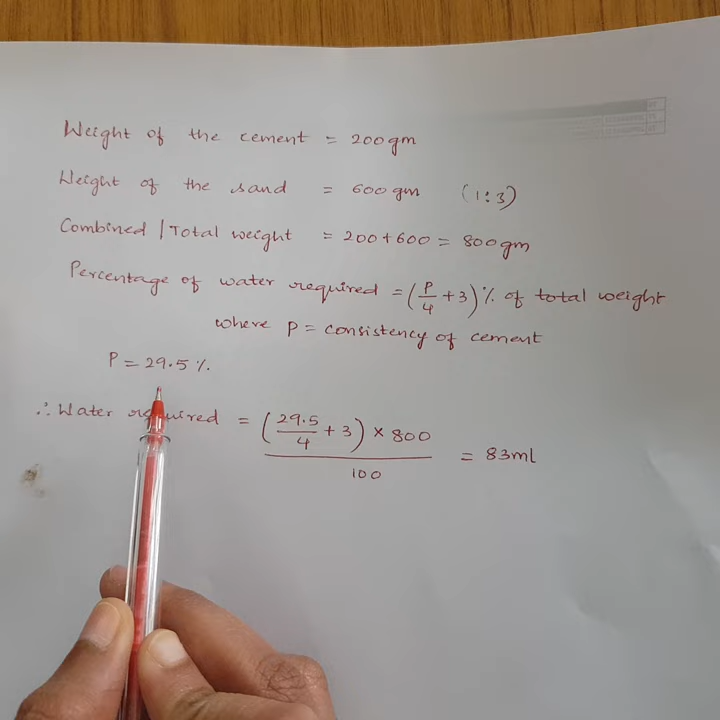 Weight of the cement = 200gm
Weight of the sand = 600gm (1:3)
Combined / Total weight = 200+600 = 800gm
Percentage of water required = (P/4 + 3) % of total weight
where P = consistency of cement
P = 29.5 %
∴ Water required = (29.5/4 + 3) × 800 / 100 = 83ml